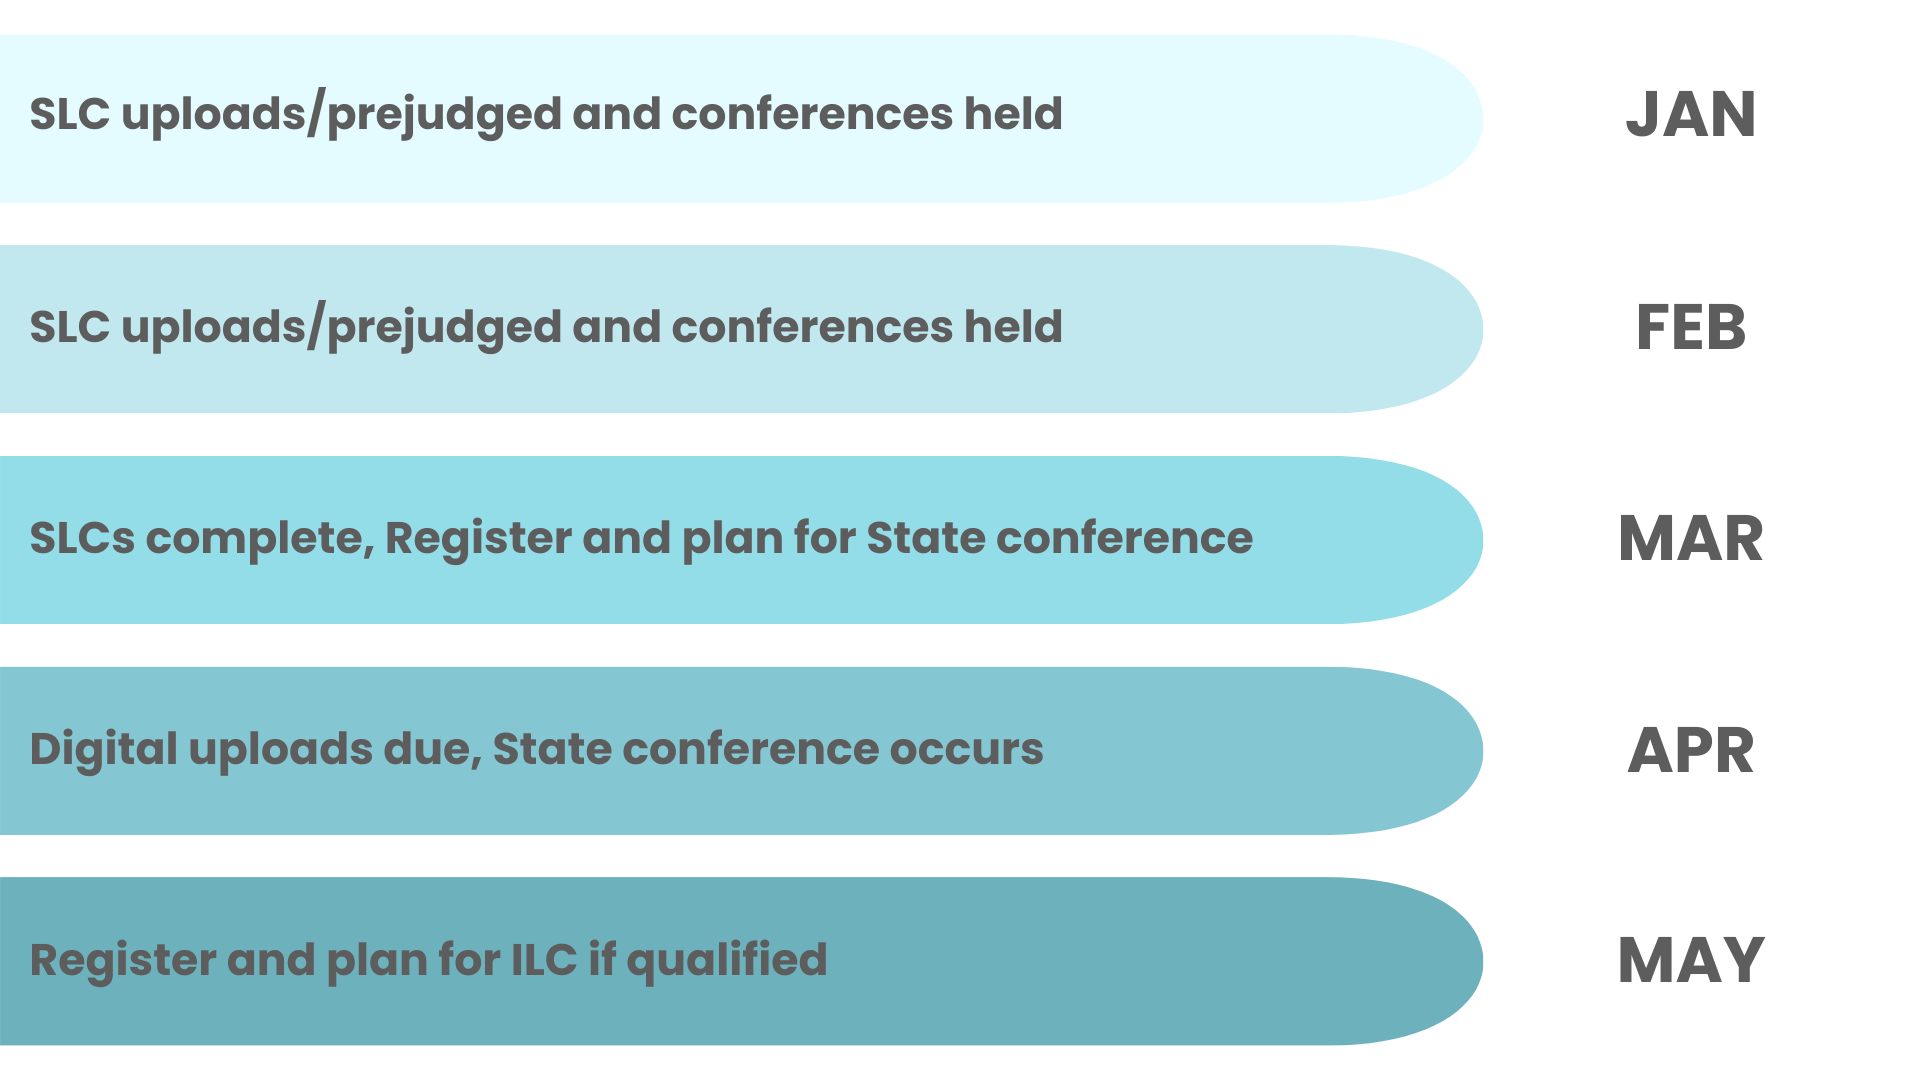 SLC uploads/prejudged and conferences held
JAN
SLC uploads/prejudged and conferences held
FEB
SLCs complete, Register and plan for State conference
MAR
Digital uploads due, State conference occurs
APR
Register and plan for ILC if qualified
MAY